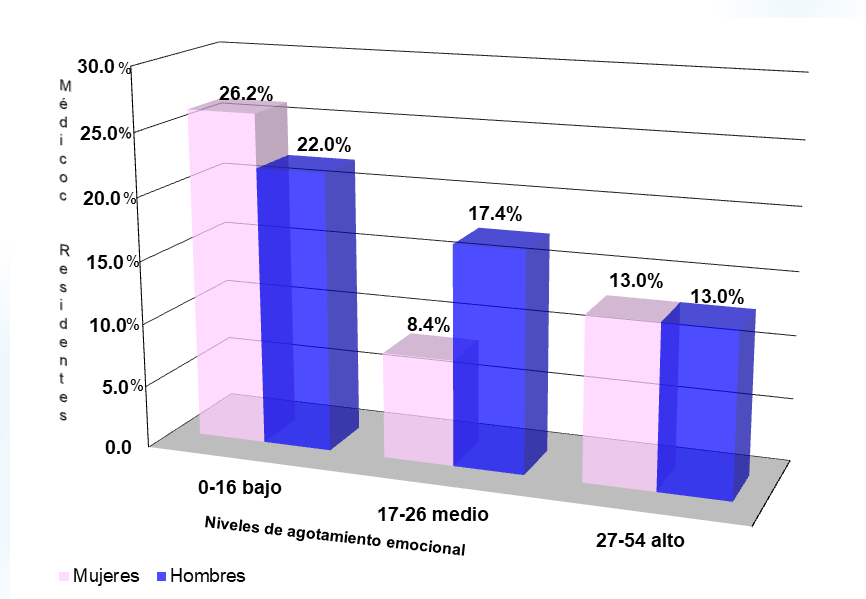 Médicoc Residentes
30.0 %
25.0%
20.0%
15.0%
10.0%
5.0%
0.0
26.2%
22.0%
8.4%
17.4%
13.0%
13.0%
0-16 bajo
17-26 medio
27-54 alto
Niveles de agotamiento emocional
Mujeres
Hombres